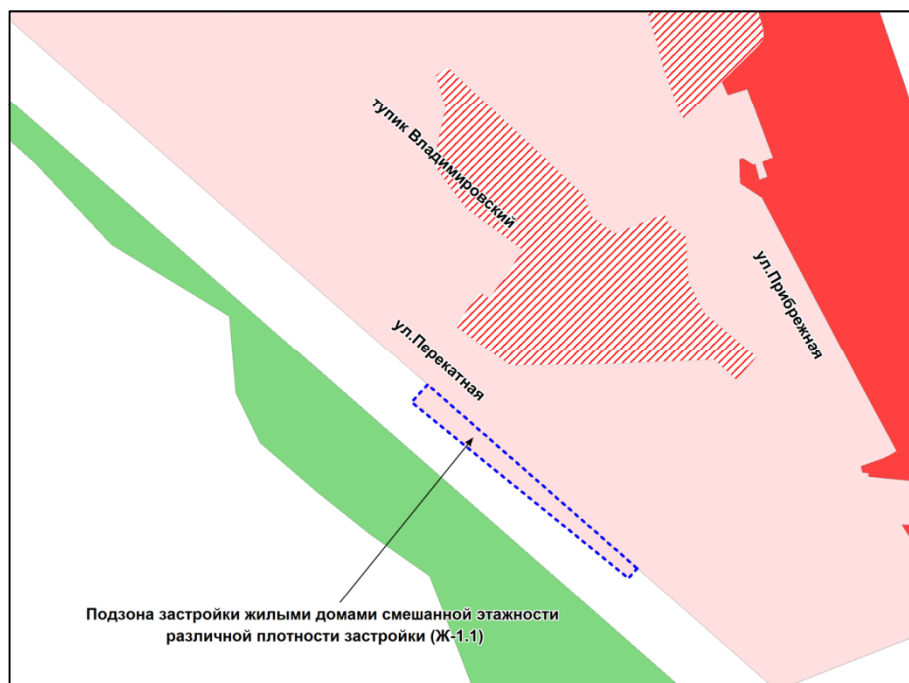 тупик Владимировский
ул.Прибрежная
ул.Перекатная
Подзона застройки жилыми домами смешанной этажности
различной плотности застройки (Ж-1.1)